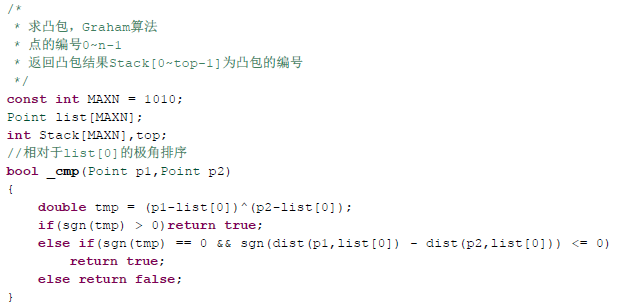 /*
 * 求凸包，Graham算法
 * 点的编号0~n-1
 * 返回凸包结果Stack[0~top-1]为凸包的编号
 */
const int MAXN = 1010;
Point list[MAXN];
int Stack[MAXN],top;
//相对于list[0]的极角排序
bool _cmp(Point p1,Point p2)
{
    double tmp = (p1-list[0])^(p2-list[0]);
    if(sgn(tmp) > 0)return true;
    else if(sgn(tmp) == 0 && sgn(dist(p1,list[0]) - dist(p2,list[0])) <= 0)
        return true;
    else return false;
}